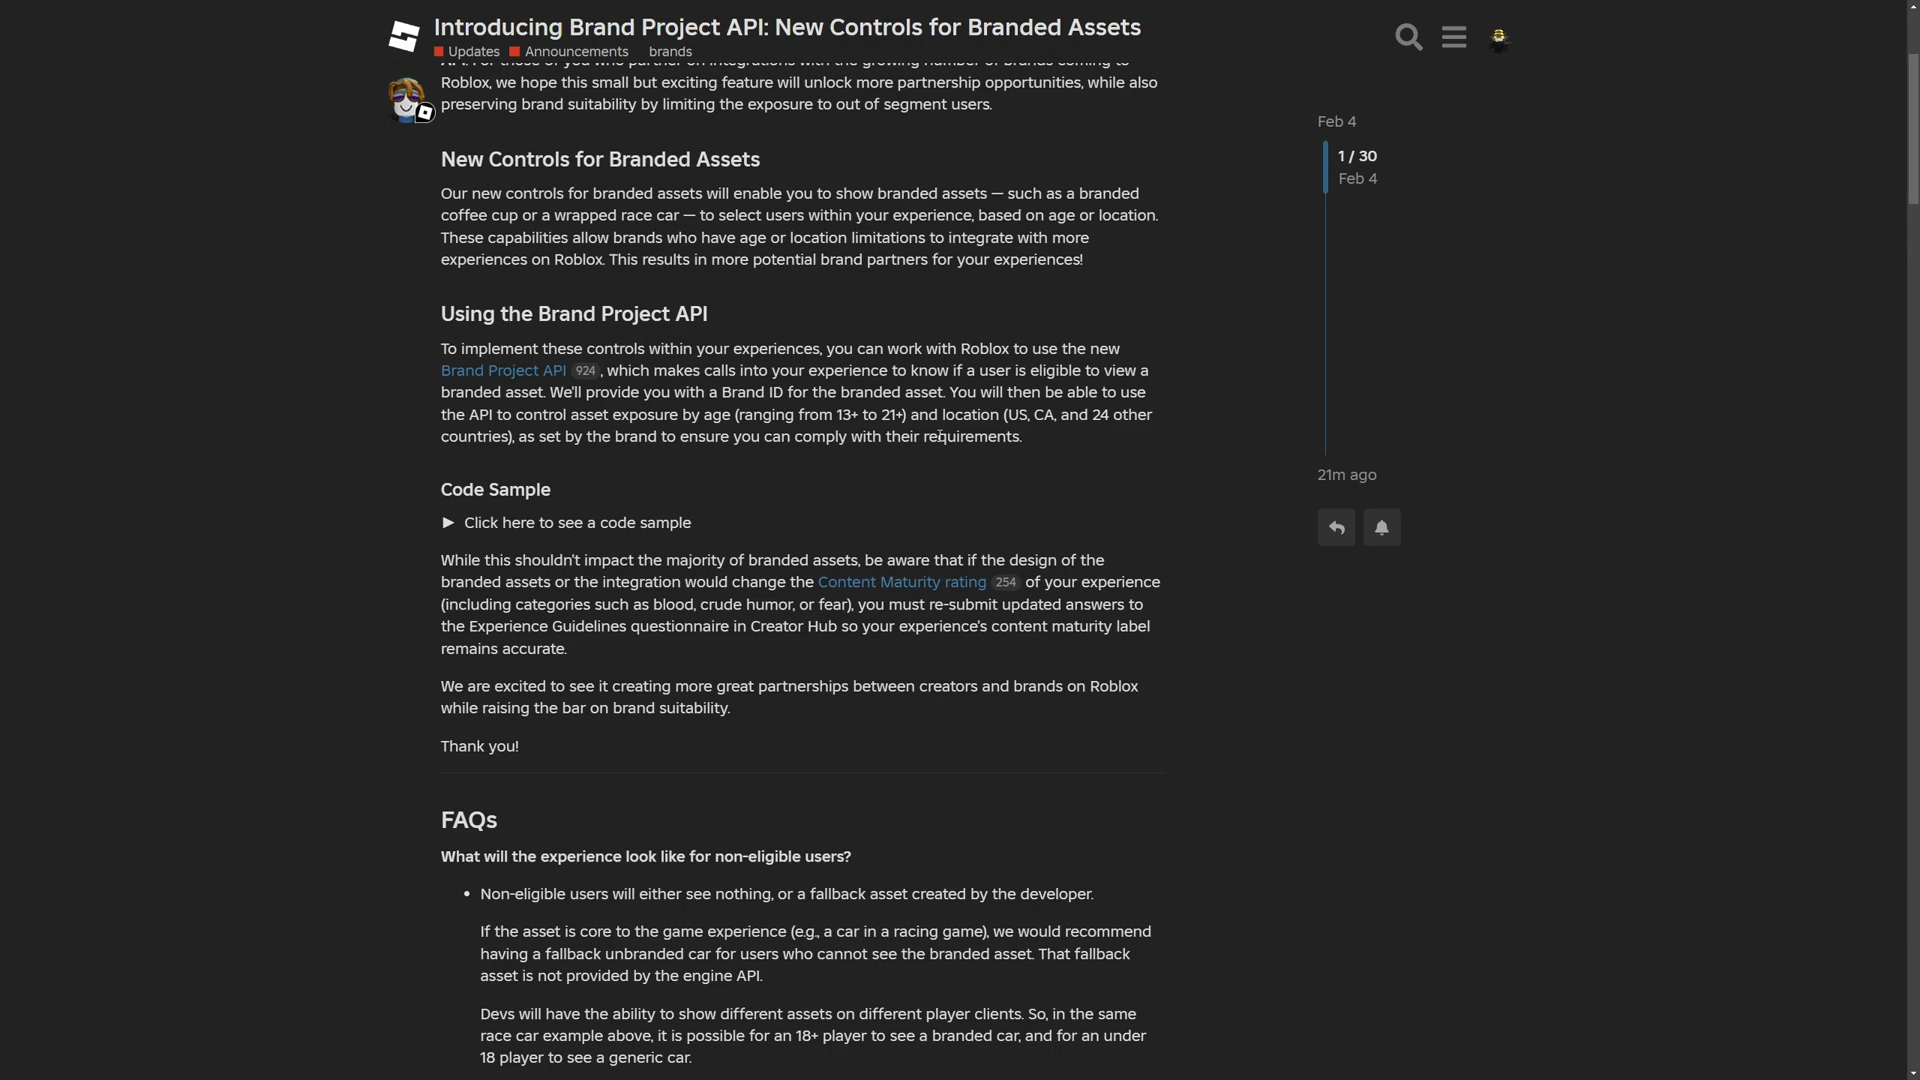 Introducing Brand Project API: New Controls for Branded Assets
Updates Announcements brands
API. For those of you who partner on integrations with the growing number of brands coming to
Roblox, we hope this small but exciting feature will unlock more partnership opportunities, while also
preserving brand suitability by limiting the exposure to out of segment users.
Feb 4
1 / 30
Feb 4
New Controls for Branded Assets
Our new controls for branded assets will enable you to show branded assets — such as a branded
coffee cup or a wrapped race car — to select users within your experience, based on age or location.
These capabilities allow brands who have age or location limitations to integrate with more
experiences on Roblox. This results in more potential brand partners for your experiences!
Using the Brand Project API
To implement these controls within your experiences, you can work with Roblox to use the new
Brand Project API 924, which makes calls into your experience to know if a user is eligible to view a
branded asset. We'll provide you with a Brand ID for the branded asset. You will then be able to use
the API to control asset exposure by age (ranging from 13+ to 21+) and location (US, CA, and 24 other
countries), as set by the brand to ensure you can comply with their requirements.
21m ago
Code Sample
Click here to see a code sample
While this shouldn't impact the majority of branded assets, be aware that if the design of the
branded assets or the integration would change the Content Maturity rating 254 of your experience
(including categories such as blood, crude humor, or fear), you must re-submit updated answers to
the Experience Guidelines questionnaire in Creator Hub so your experience's content maturity label
remains accurate.
We are excited to see it creating more great partnerships between creators and brands on Roblox
while raising the bar on brand suitability.
Thank you!
FAQs
What will the experience look like for non-eligible users?
• Non-eligible users will either see nothing, or a fallback asset created by the developer.
If the asset is core to the game experience (e.g., a car in a racing game), we would recommend
having a fallback unbranded car for users who cannot see the branded asset. That fallback
asset is not provided by the engine API.
Devs will have the ability to show different assets on different player clients. So, in the same
race car example above, it is possible for an 18+ player to see a branded car, and for an under
18 player to see a generic car.